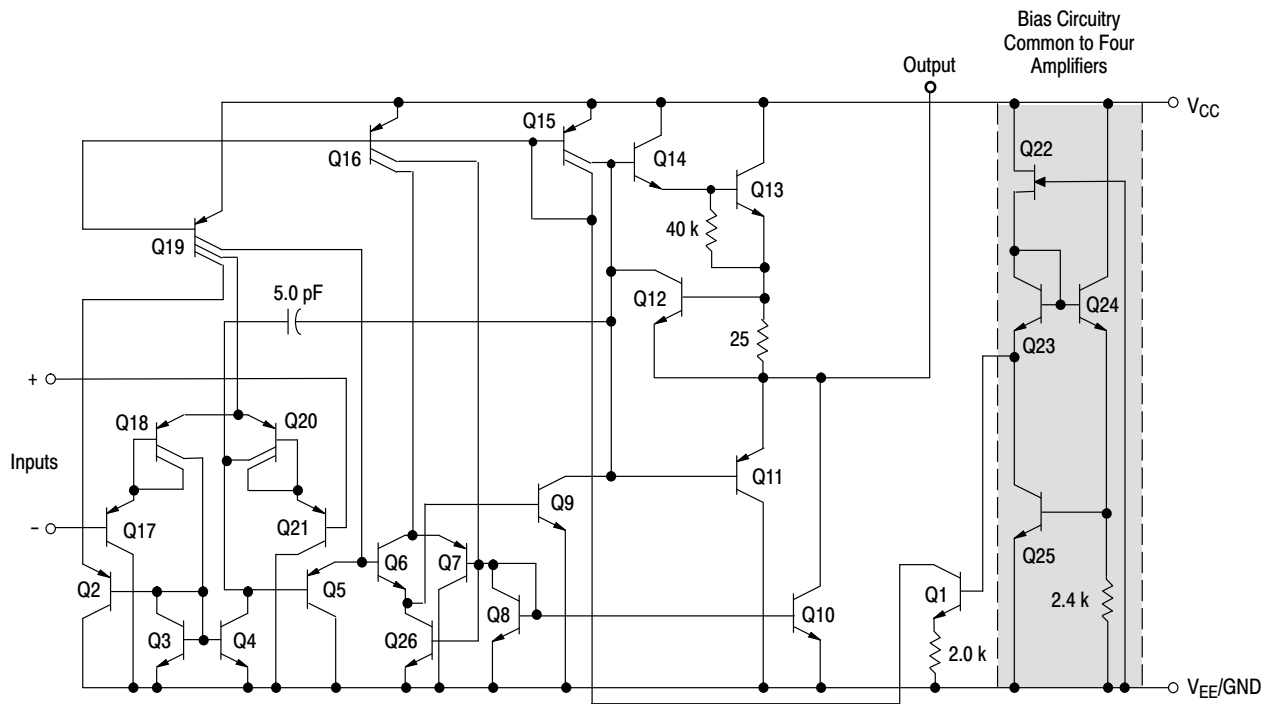 Bias Circuitry
Common to Four
Amplifiers
Output
VCC
Q15
Q22
Q16
Q14
Q13
Q19
40 k
5.0 pF
Q12
Q24
25
Q23
+
Q18
Q20
Inputs
Q11
Q9
−
Q17
Q21
Q25
Q2
Q5
Q6
Q7
Q1
2.4 k
Q3
Q4
Q26
Q8
Q10
2.0 k
VEE/GND